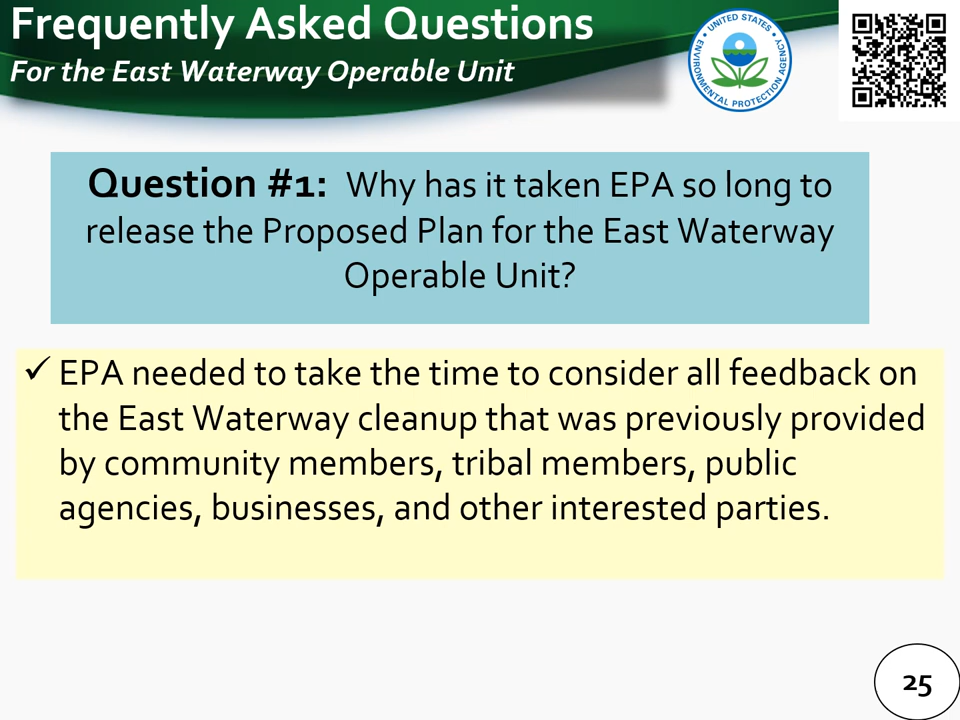 Frequently Asked Questions
For the East Waterway Operable Unit
UNITED STATES
ENVIRONMENTAL PROTECTION AGENCY
Question #1: Why has it taken EPA so long to
release the Proposed Plan for the East Waterway
Operable Unit?
✓ EPA needed to take the time to consider all feedback on
the East Waterway cleanup that was previously provided
by community members, tribal members, public
agencies, businesses, and other interested parties.
25